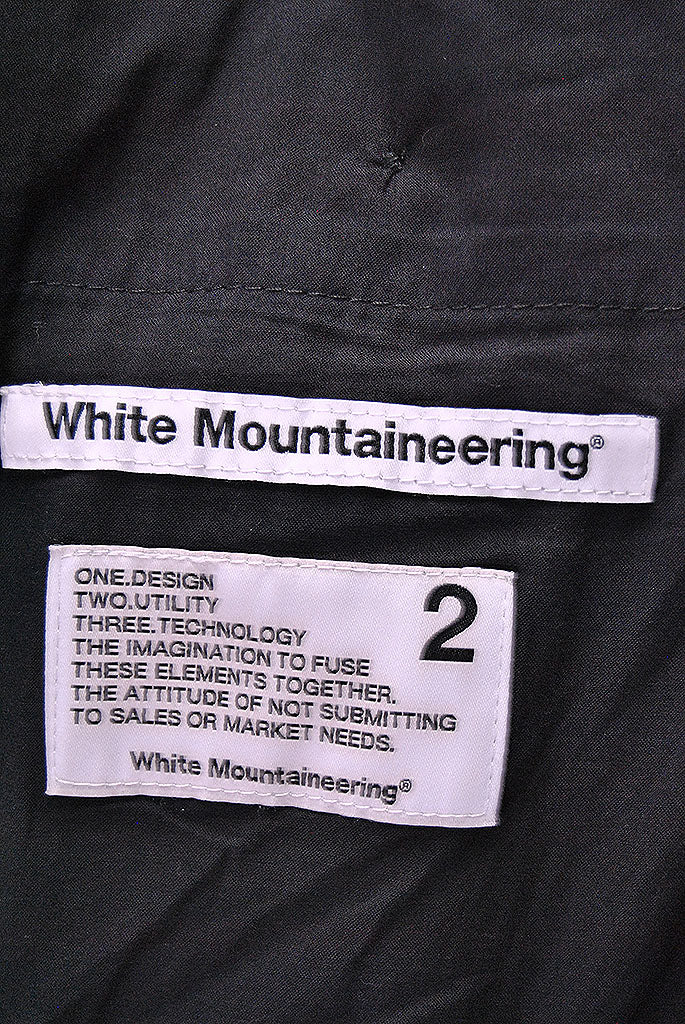 White Mountaineering®
ONE.DESIGN
TWO.UTILITY
THREE.TECHNOLOGY
THE IMAGINATION TO FUSE
THESE ELEMENTS TOGETHER.
THE ATTITUDE OF NOT SUBMITTING
TO SALES OR MARKET NEEDS.
2
White Mountaineering®